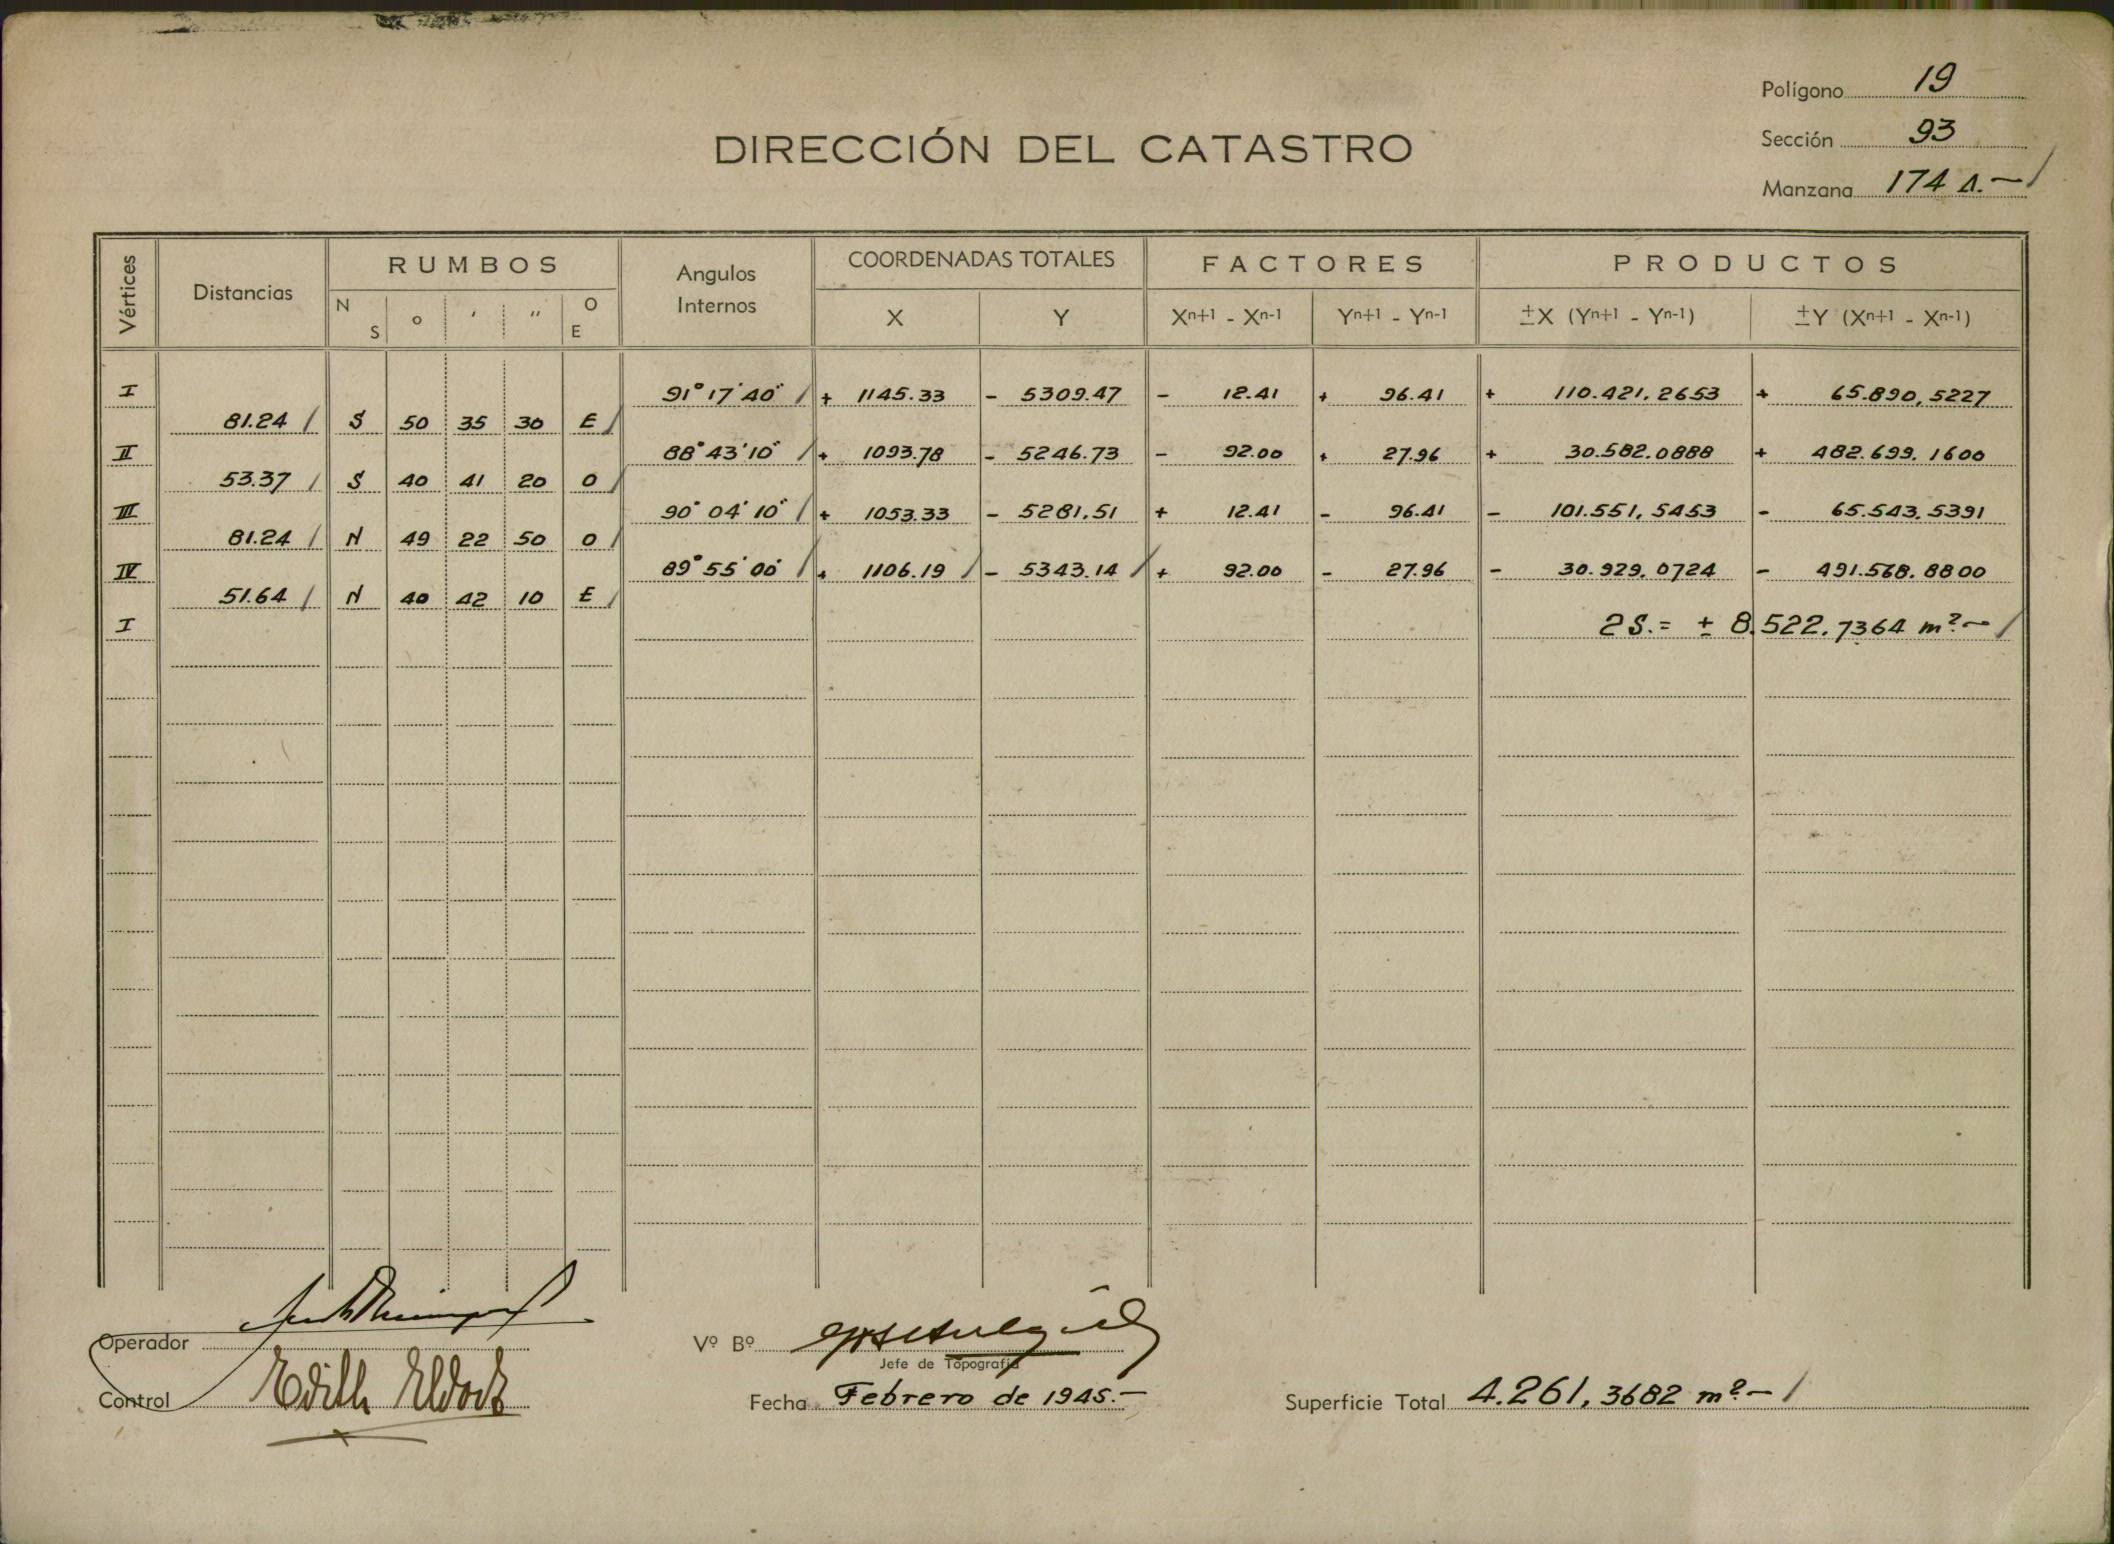 Polígono 19
DIRECCIÓN DEL CATASTRO
Sección 93
Manzana 174 A.-
Vértices Distancias RUMBOS Angulos Internos COORDENADAS TOTALES FACTORES PRODUCTOS
N S o ' " O E X Y Xn+1 - Xn-1 Yn+1 - Yn-1 ±X (Yn+1 - Yn-1) ±Y (Xn+1 - Xn-1)
I 91° 17' 40" + 1145.33 - 5309.47 - 12.41 + 96.41 + 110.421,2653 + 65.890,5227
81.24 S 50 35 30 E
II 88° 43' 10" + 1093.78 - 5246.73 - 92.00 + 27.96 + 30.582.0888 + 482.699.1600
53.37 S 40 41 20 O
III 90° 04' 10" + 1053.33 - 5281.51 + 12.41 - 96.41 - 101.551,5453 - 65.543.5391
81.24 N 49 22 50 O
IV 89° 55' 00" + 1106.19 - 5343.14 + 92.00 - 27.96 - 30.929.0724 - 491.568.8800
51.64 N 40 42 10 E
I 2 S. = ± 8.522.7364 m².-
Operador
Vº Bº
Jefe de Topografía
Control Edith
Fecha Febrero de 1945.-
Superficie Total 4.261,3682 m².-